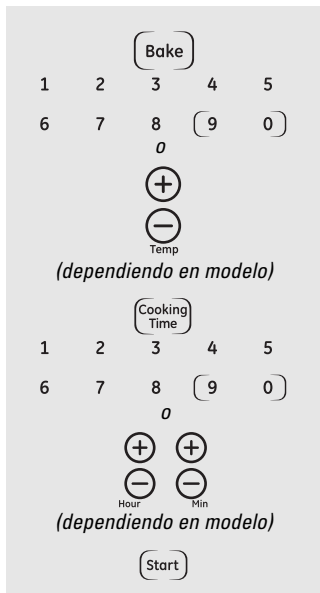 Bake
1 2 3 4 5
6 7 8 9 0
o
+
−
Temp
(dependiendo en modelo)
Cooking
Time
1 2 3 4 5
6 7 8 9 0
o
+ +
− −
Hour Min
(dependiendo en modelo)
Start